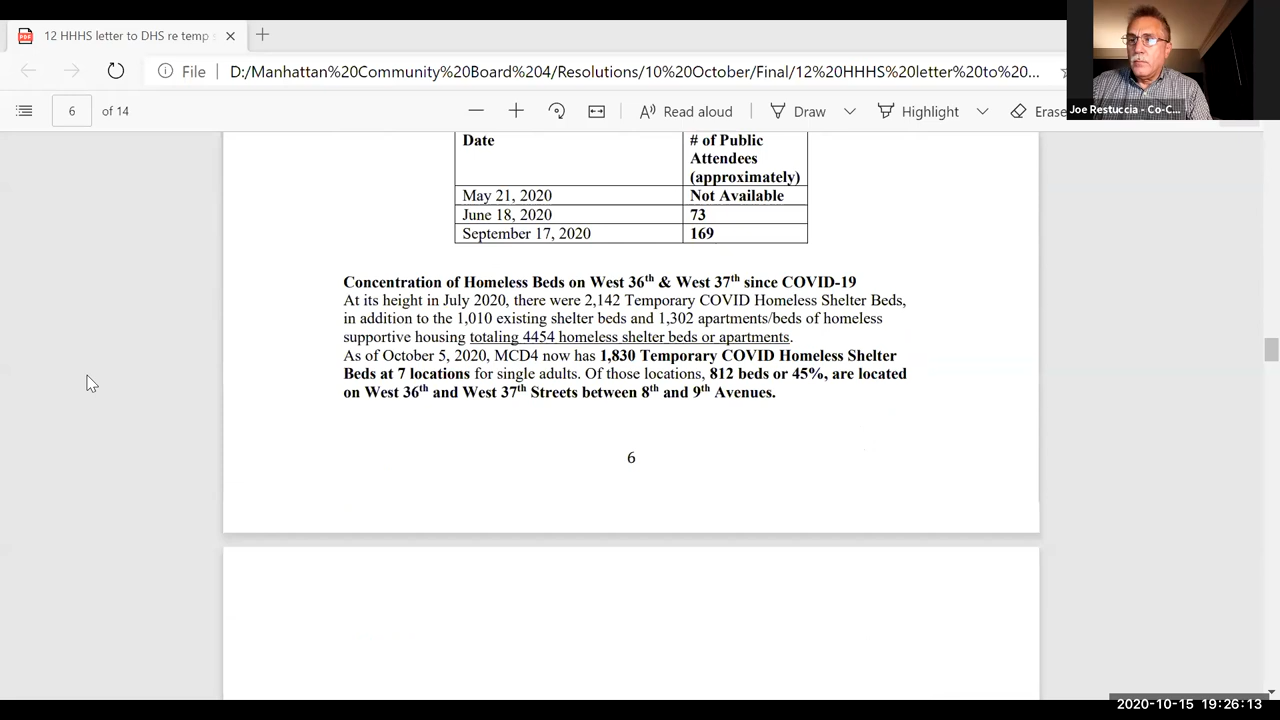 12 HHHS letter to DHS re temp s
File
D:/Manhattan%20Community%20Board%204/Resolutions/10%20October/Final/12%20HHHS%20letter%20to%20...
6 of 14
Read aloud
Draw
Highlight
Erase
Joe Restuccia - Co-C...
Date
# of Public
Attendees
(approximately)
May 21, 2020 Not Available
June 18, 2020 73
September 17, 2020 169
Concentration of Homeless Beds on West 36th & West 37th since COVID-19
At its height in July 2020, there were 2,142 Temporary COVID Homeless Shelter Beds,
in addition to the 1,010 existing shelter beds and 1,302 apartments/beds of homeless
supportive housing totaling 4454 homeless shelter beds or apartments.
As of October 5, 2020, MCD4 now has 1,830 Temporary COVID Homeless Shelter
Beds at 7 locations for single adults. Of those locations, 812 beds or 45%, are located
on West 36th and West 37th Streets between 8th and 9th Avenues.
6
2020-10-15 19:26:13